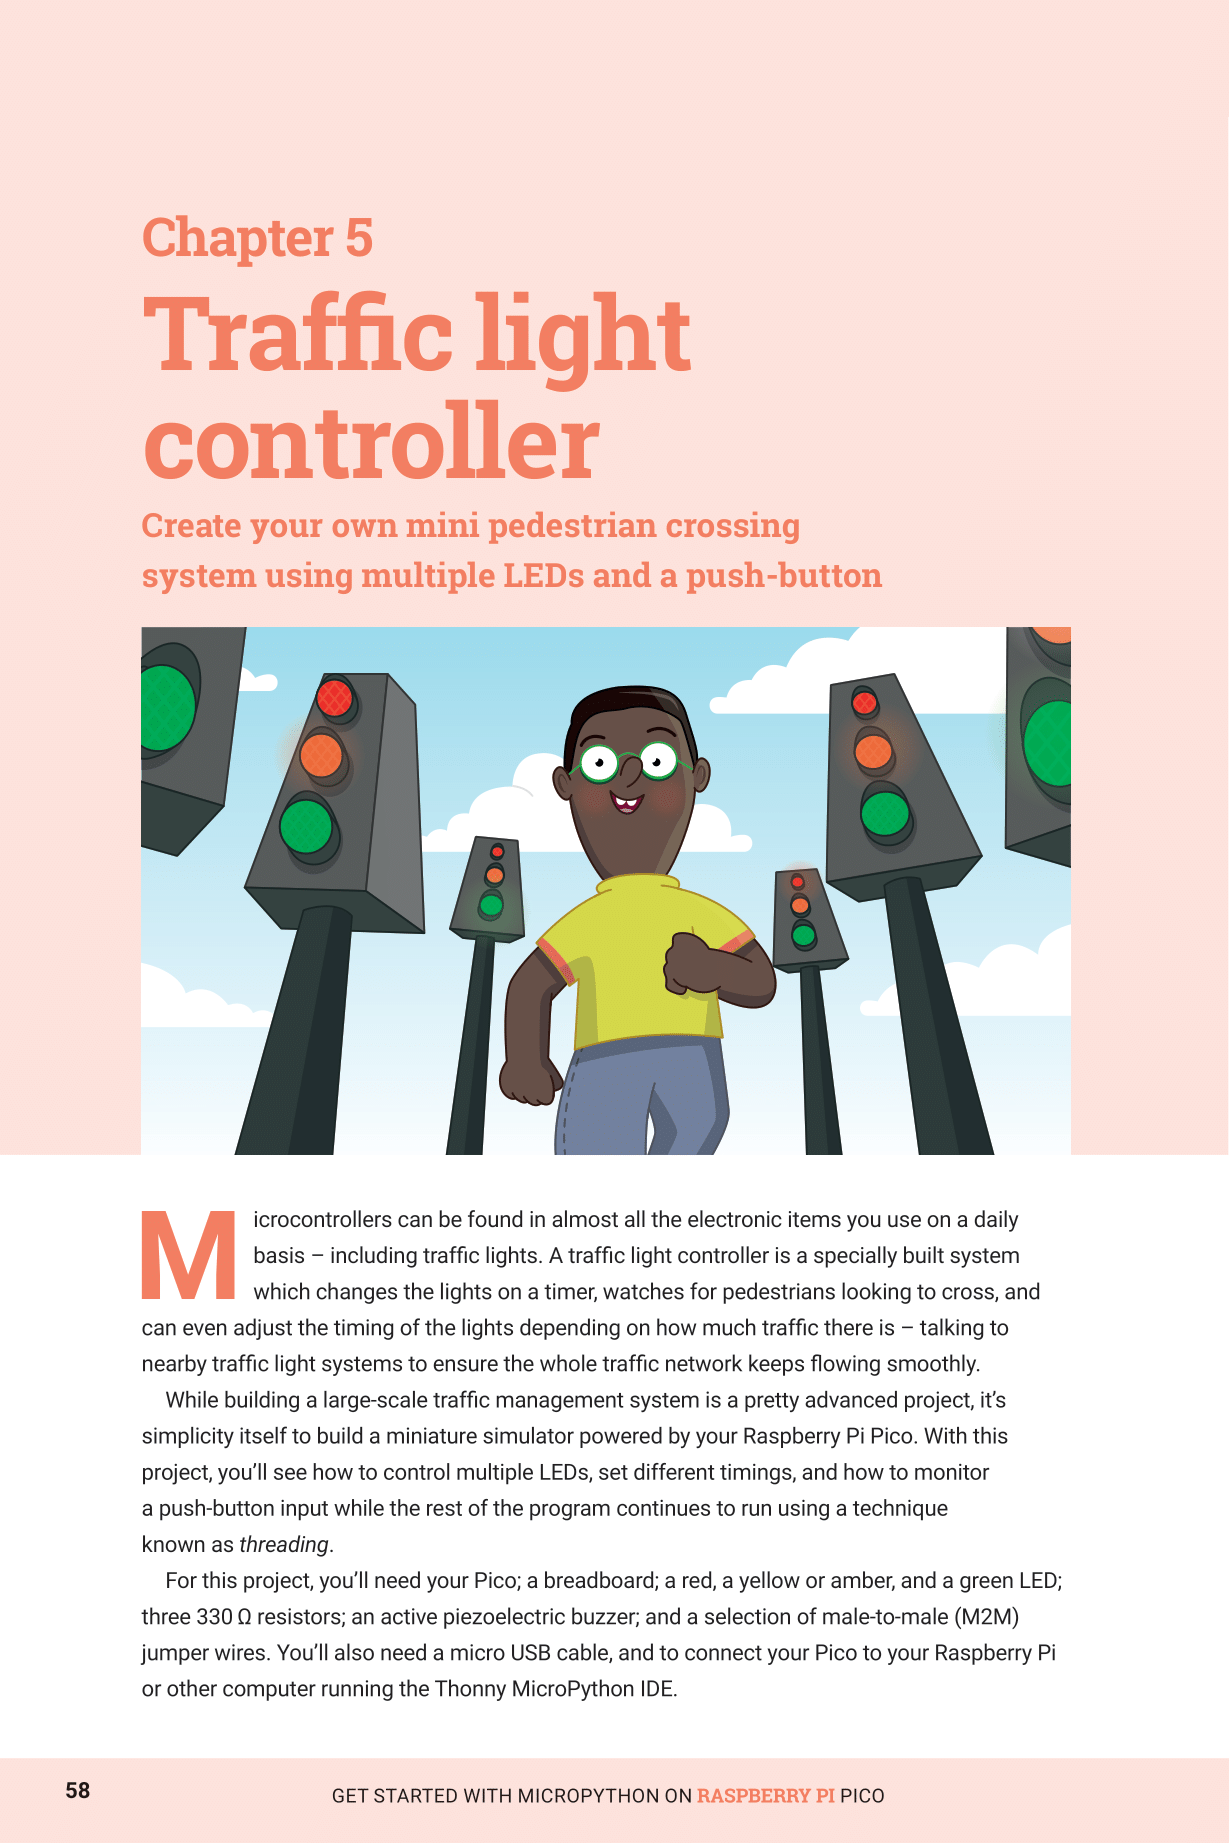 Chapter 5
Traffic light
controller
Create your own mini pedestrian crossing
system using multiple LEDs and a push-button
Microcontrollers can be found in almost all the electronic items you use on a daily
basis – including traffic lights. A traffic light controller is a specially built system
which changes the lights on a timer, watches for pedestrians looking to cross, and
can even adjust the timing of the lights depending on how much traffic there is – talking to
nearby traffic light systems to ensure the whole traffic network keeps flowing smoothly.
While building a large-scale traffic management system is a pretty advanced project, it’s
simplicity itself to build a miniature simulator powered by your Raspberry Pi Pico. With this
project, you’ll see how to control multiple LEDs, set different timings, and how to monitor
a push-button input while the rest of the program continues to run using a technique
known as threading.
For this project, you’ll need your Pico; a breadboard; a red, a yellow or amber, and a green LED;
three 330 Ω resistors; an active piezoelectric buzzer; and a selection of male-to-male (M2M)
jumper wires. You’ll also need a micro USB cable, and to connect your Pico to your Raspberry Pi
or other computer running the Thonny MicroPython IDE.
58
GET STARTED WITH MICROPYTHON ON RASPBERRY PI PICO